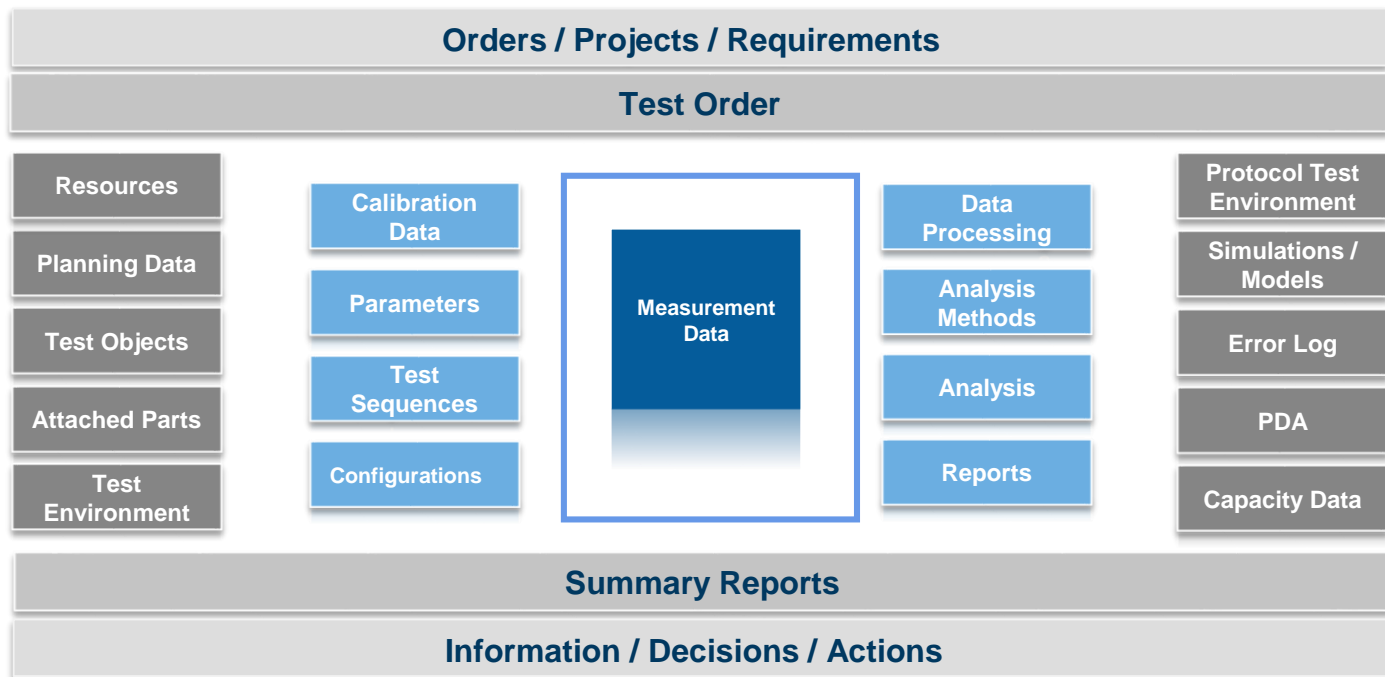 Orders / Projects / Requirements
Test Order
Resources
Planning Data
Test Objects
Attached Parts
Test
Environment
Calibration
Data
Parameters
Test
Sequences
Configurations
Measurement
Data
Data
Processing
Analysis
Methods
Analysis
Reports
Protocol Test
Environment
Simulations /
Models
Error Log
PDA
Capacity Data
Summary Reports
Information / Decisions / Actions